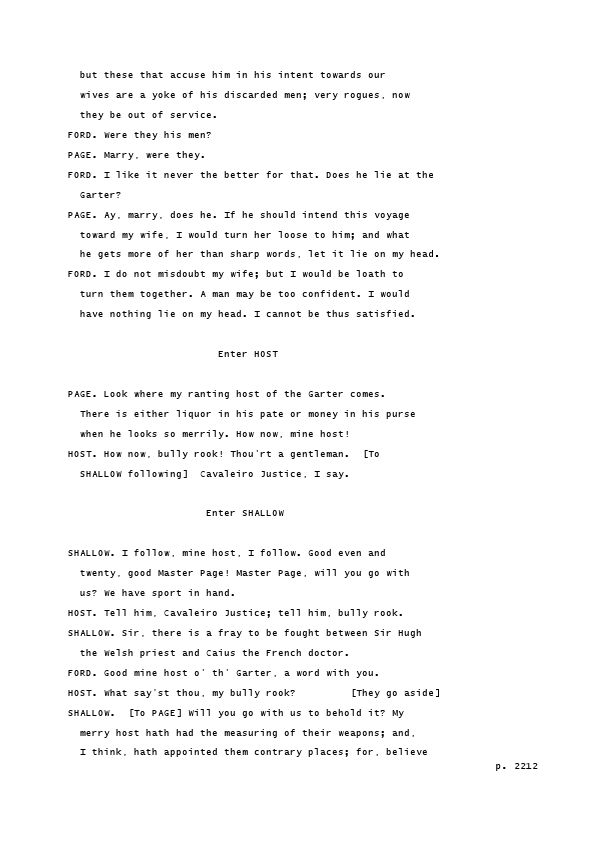 but these that accuse him in his intent towards our
wives are a yoke of his discarded men; very rogues, now
they be out of service.
FORD. Were they his men?
PAGE. Marry, were they.
FORD. I like it never the better for that. Does he lie at the
Garter?
PAGE. Ay, marry, does he. If he should intend this voyage
toward my wife, I would turn her loose to him; and what
he gets more of her than sharp words, let it lie on my head.
FORD. I do not misdoubt my wife; but I would be loath to
turn them together. A man may be too confident. I would
have nothing lie on my head. I cannot be thus satisfied.
Enter HOST
PAGE. Look where my ranting host of the Garter comes.
There is either liquor in his pate or money in his purse
when he looks so merrily. How now, mine host!
HOST. How now, bully rook! Thou'rt a gentleman.  [To
SHALLOW following]  Cavaleiro Justice, I say.
Enter SHALLOW
SHALLOW. I follow, mine host, I follow. Good even and
twenty, good Master Page! Master Page, will you go with
us? We have sport in hand.
HOST. Tell him, Cavaleiro Justice; tell him, bully rook.
SHALLOW. Sir, there is a fray to be fought between Sir Hugh
the Welsh priest and Caius the French doctor.
FORD. Good mine host o' th' Garter, a word with you.
HOST. What say'st thou, my bully rook?         [They go aside]
SHALLOW.  [To PAGE] Will you go with us to behold it? My
merry host hath had the measuring of their weapons; and,
I think, hath appointed them contrary places; for, believe
p. 2212